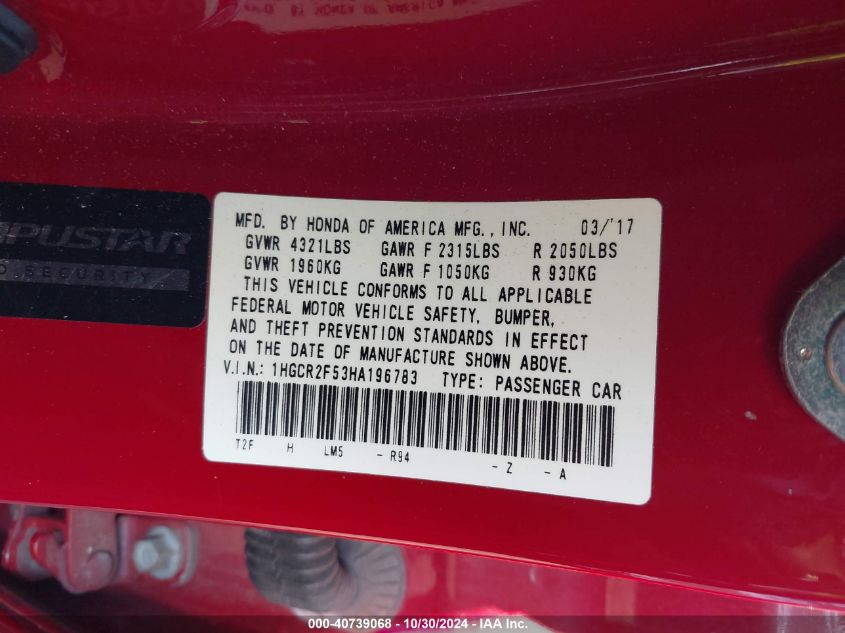 MFD. BY HONDA OF AMERICA MFG., INC. 03/'17
GVWR 4321LBS GAWR F 2315LBS R 2050LBS
GVWR 1960KG GAWR F 1050KG R 930KG
THIS VEHICLE CONFORMS TO ALL APPLICABLE
FEDERAL MOTOR VEHICLE SAFETY, BUMPER,
AND THEFT PREVENTION STANDARDS IN EFFECT
ON THE DATE OF MANUFACTURE SHOWN ABOVE.
V.I.N.: 1HGCR2F53HA196783 TYPE: PASSENGER CAR
T2F H LM5 - R94 - Z - A
PUSTAR
SECURITY
000-40739068 - 10/30/2024 - IAA Inc.